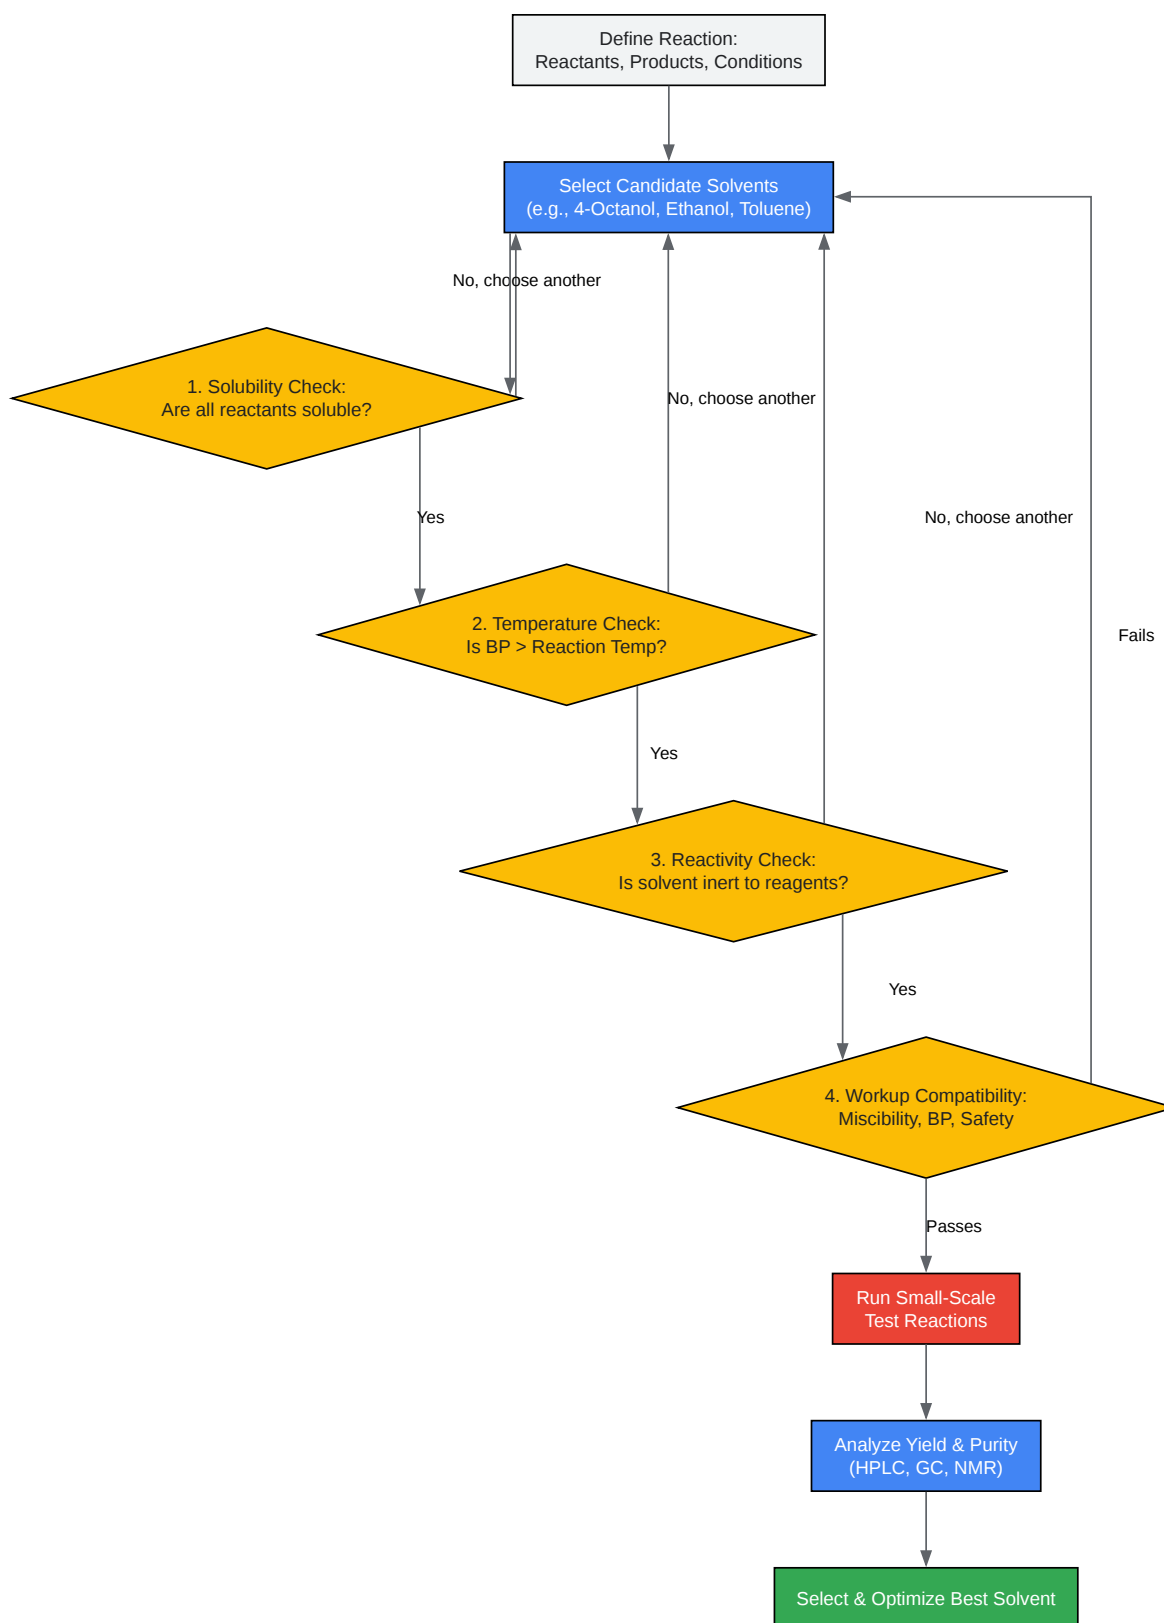 Define Reaction:
Reactants, Products, Conditions
Select Candidate Solvents
(e.g., 4-Octanol, Ethanol, Toluene)
No, choose another
1. Solubility Check:
Are all reactants soluble?
No, choose another
Yes
No, choose another
2. Temperature Check:
Is BP > Reaction Temp?
Fails
Yes
3. Reactivity Check:
Is solvent inert to reagents?
Yes
4. Workup Compatibility:
Miscibility, BP, Safety
Passes
Run Small-Scale
Test Reactions
Analyze Yield & Purity
(HPLC, GC, NMR)
Select & Optimize Best Solvent